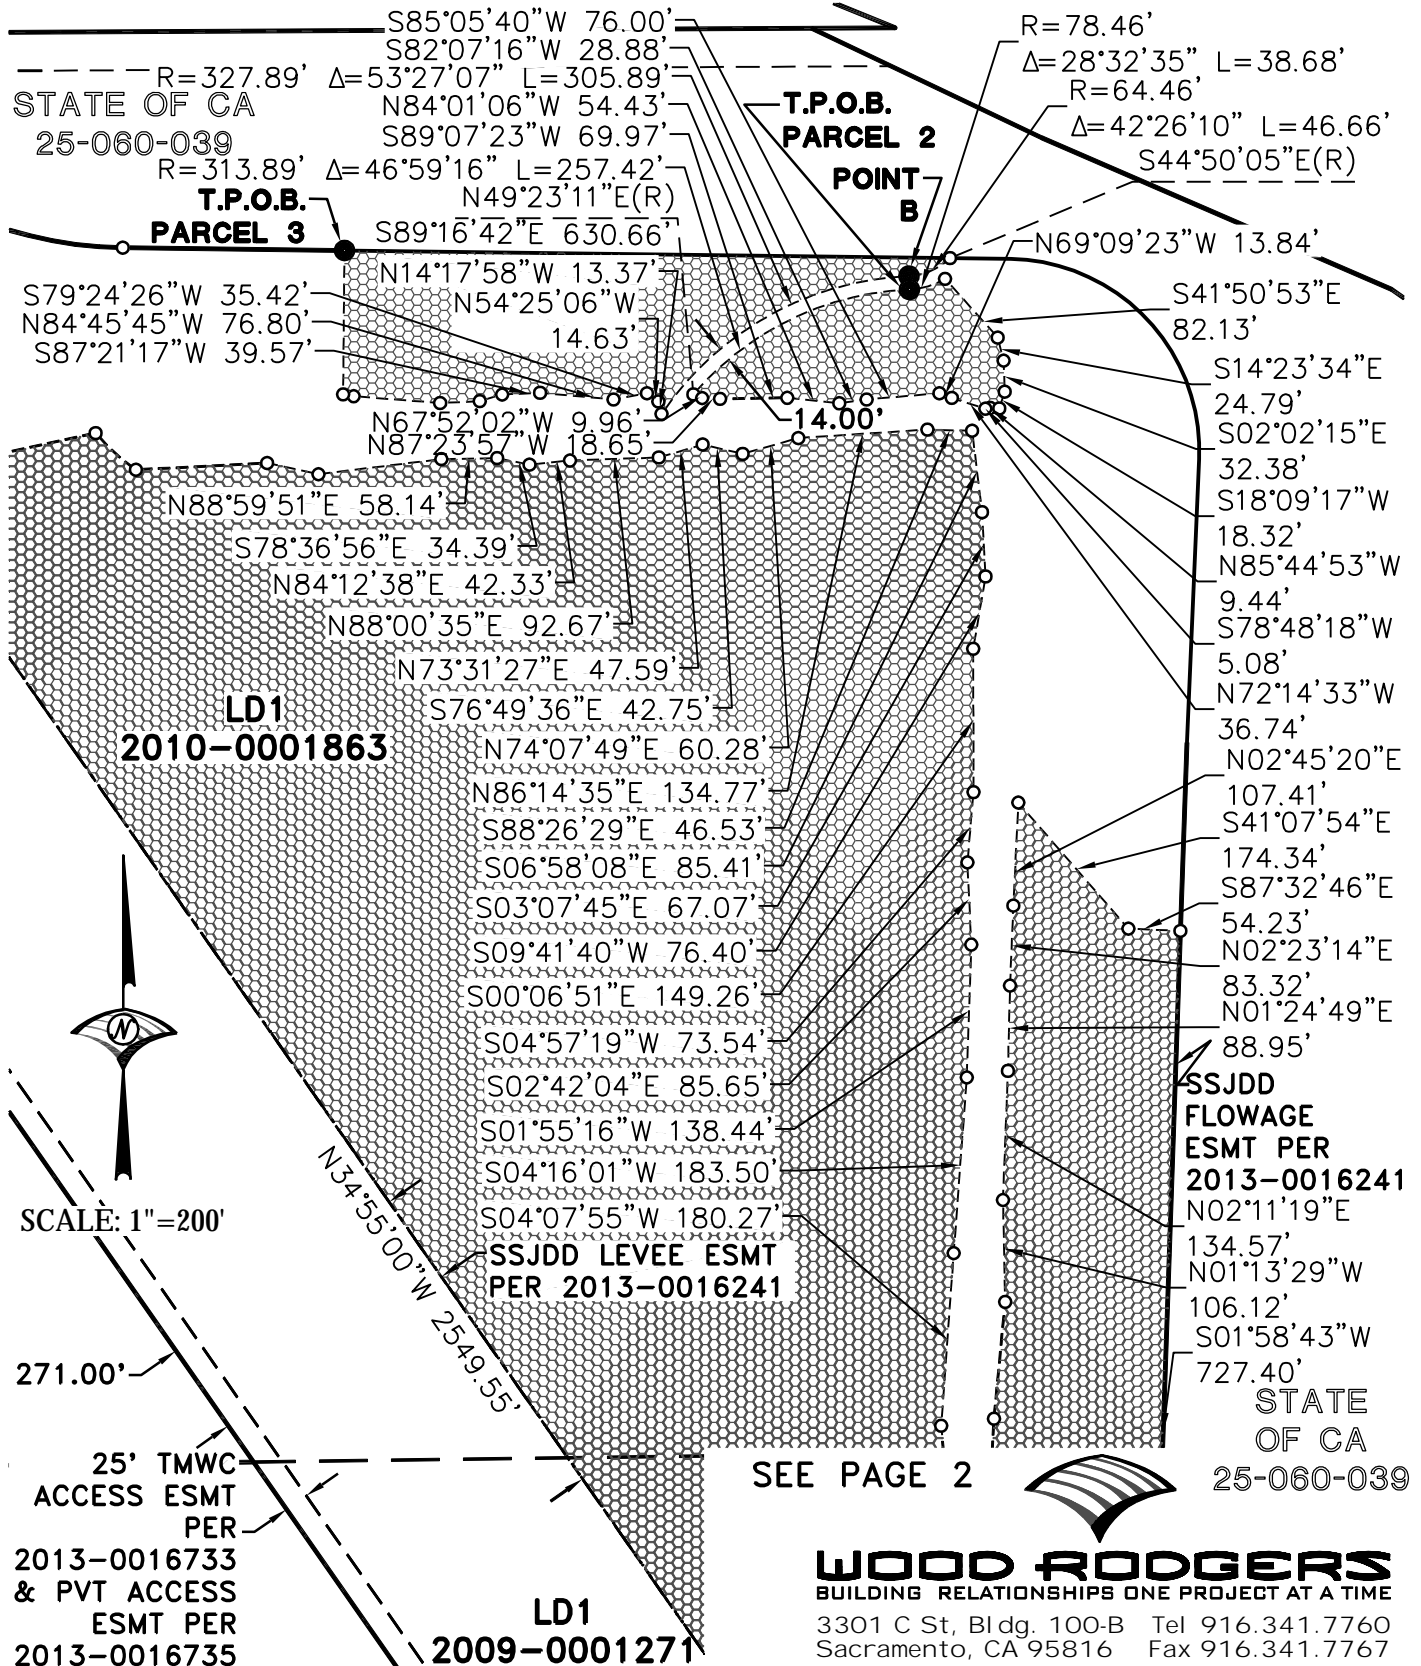 S85°05'40"W 76.00'
S82°07'16"W 28.88'
R=327.89' Δ=53°27'07" L=305.89'
N84°01'06"W 54.43'
S89°07'23"W 69.97'
R=313.89' Δ=46°59'16" L=257.42'
N49°23'11"E(R)
S89°16'42"E 630.66'
N14°17'58"W 13.37'
N54°25'06"W
14.63'
STATE OF CA
25-060-039
T.P.O.B.
PARCEL 3
S79°24'26"W 35.42'
N84°45'45"W 76.80'
S87°21'17"W 39.57'
T.P.O.B.
PARCEL 2
POINT
B
R=78.46'
Δ=28°32'35" L=38.68'
R=64.46'
Δ=42°26'10" L=46.66'
S44°50'05"E(R)
N69°09'23"W 13.84'
S41°50'53"E
82.13'
S14°23'34"E
24.79'
S02°02'15"E
32.38'
S18°09'17"W
18.32'
N85°44'53"W
9.44'
S78°48'18"W
5.08'
N72°14'33"W
36.74'
N02°45'20"E
107.41'
S41°07'54"E
174.34'
S87°32'46"E
54.23'
N02°23'14"E
83.32'
N01°24'49"E
88.95'
SSJDD
FLOWAGE
ESMT PER
2013-0016241
N02°11'19"E
134.57'
N01°13'29"W
106.12'
S01°58'43"W
727.40'
STATE
OF CA
25-060-039
N67°52'02"W 9.96'
N87°23'57"W 18.65'
14.00'
N88°59'51"E 58.14'
S78°36'56"E 34.39'
N84°12'38"E 42.33'
N88°00'35"E 92.67'
N73°31'27"E 47.59'
S76°49'36"E 42.75'
N74°07'49"E 60.28'
N86°14'35"E 134.77'
S88°26'29"E 46.53'
S06°58'08"E 85.41'
S03°07'45"E 67.07'
S09°41'40"W 76.40'
S00°06'51"E 149.26'
S04°57'19"W 73.54'
S02°42'04"E 85.65'
S01°55'16"W 138.44'
S04°16'01"W 183.50'
S04°07'55"W 180.27'
SSJDD LEVEE ESMT
PER 2013-0016241
LD1
2010-0001863
N
SCALE: 1"=200'
N34°55'00"W 2549.55'
271.00'
25' TMWC
ACCESS ESMT
PER
2013-0016733
& PVT ACCESS
ESMT PER
2013-0016735
LD1
2009-0001271
SEE PAGE 2
WOOD RODGERS
BUILDING RELATIONSHIPS ONE PROJECT AT A TIME
3301 C St, Bldg. 100-B Tel 916.341.7760
Sacramento, CA 95816 Fax 916.341.7767